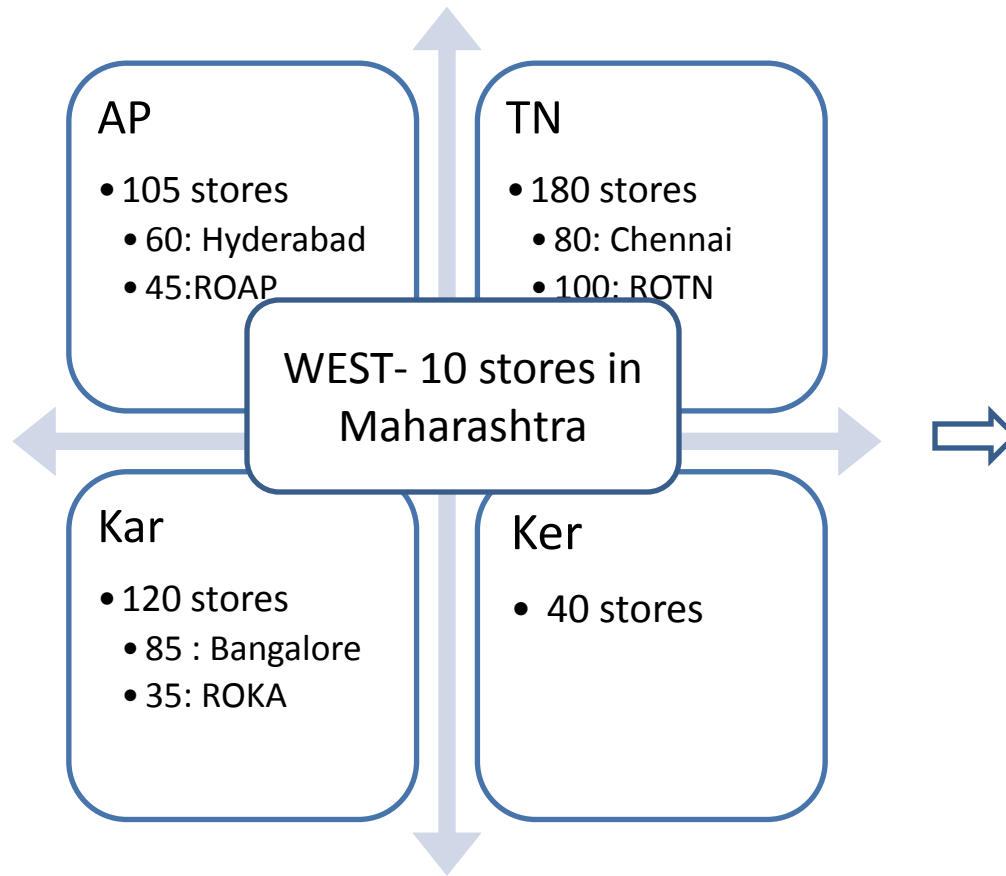 AP
• 105 stores
• 60: Hyderabad
• 45:ROAP
TN
• 180 stores
• 80: Chennai
• 100: ROTN
WEST- 10 stores in
Maharashtra
Kar
• 120 stores
• 85 : Bangalore
• 35: ROKA
Ker
• 40 stores